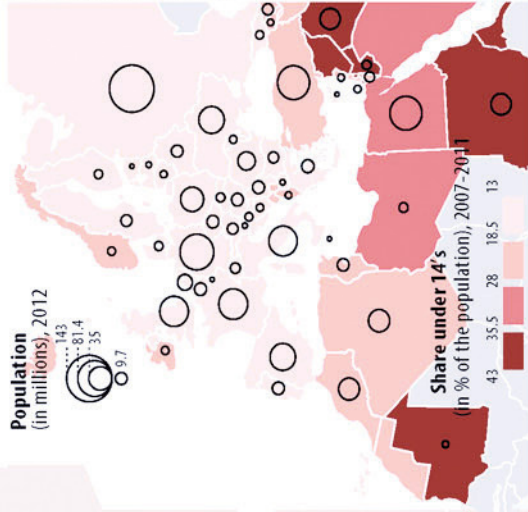 Population
(in millions), 2012
143
81.4
35
9.7
Share under 14's
(in % of the population), 2007-2011
43 35.5 28 18.5 13